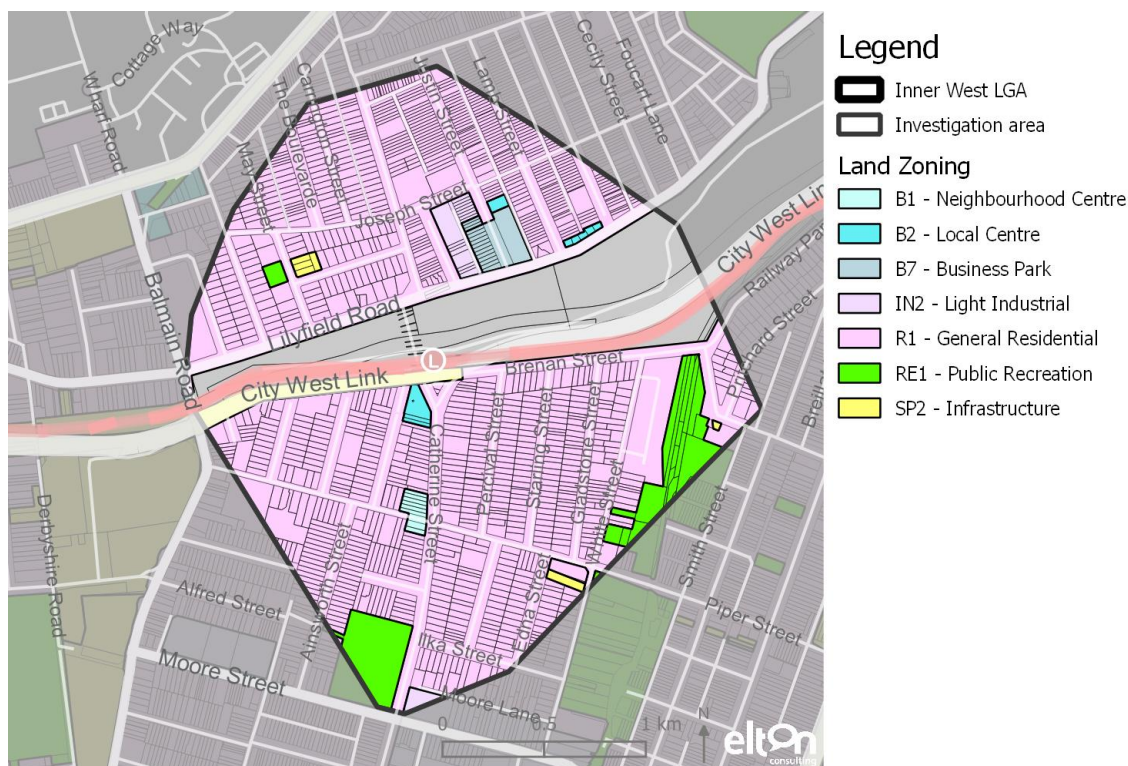 Cottage Way
Wharf Road
The Boulevarde
Carrington Street
Justin Street
Lamb Street
Cecily Street
Foucart Lane
May Street
Joseph Street
Balmain Road
Lilyfield Road
City West Link
City West Lin
Railway Par
L
Brenan Street
Prichard Street
Breillat
Catherine Street
Percival Street
Starling Street
Gladstone Street
White Street
Derbyshire Road
Ainsworth Street
Edna Street
Smith Street
Alfred Street
Piper Street
Ilka Street
Moore Street
Moore Lane
0 0.5 1 km
N
elton
consulting
Legend
Inner West LGA
Investigation area
Land Zoning
B1 - Neighbourhood Centre
B2 - Local Centre
B7 - Business Park
IN2 - Light Industrial
R1 - General Residential
RE1 - Public Recreation
SP2 - Infrastructure